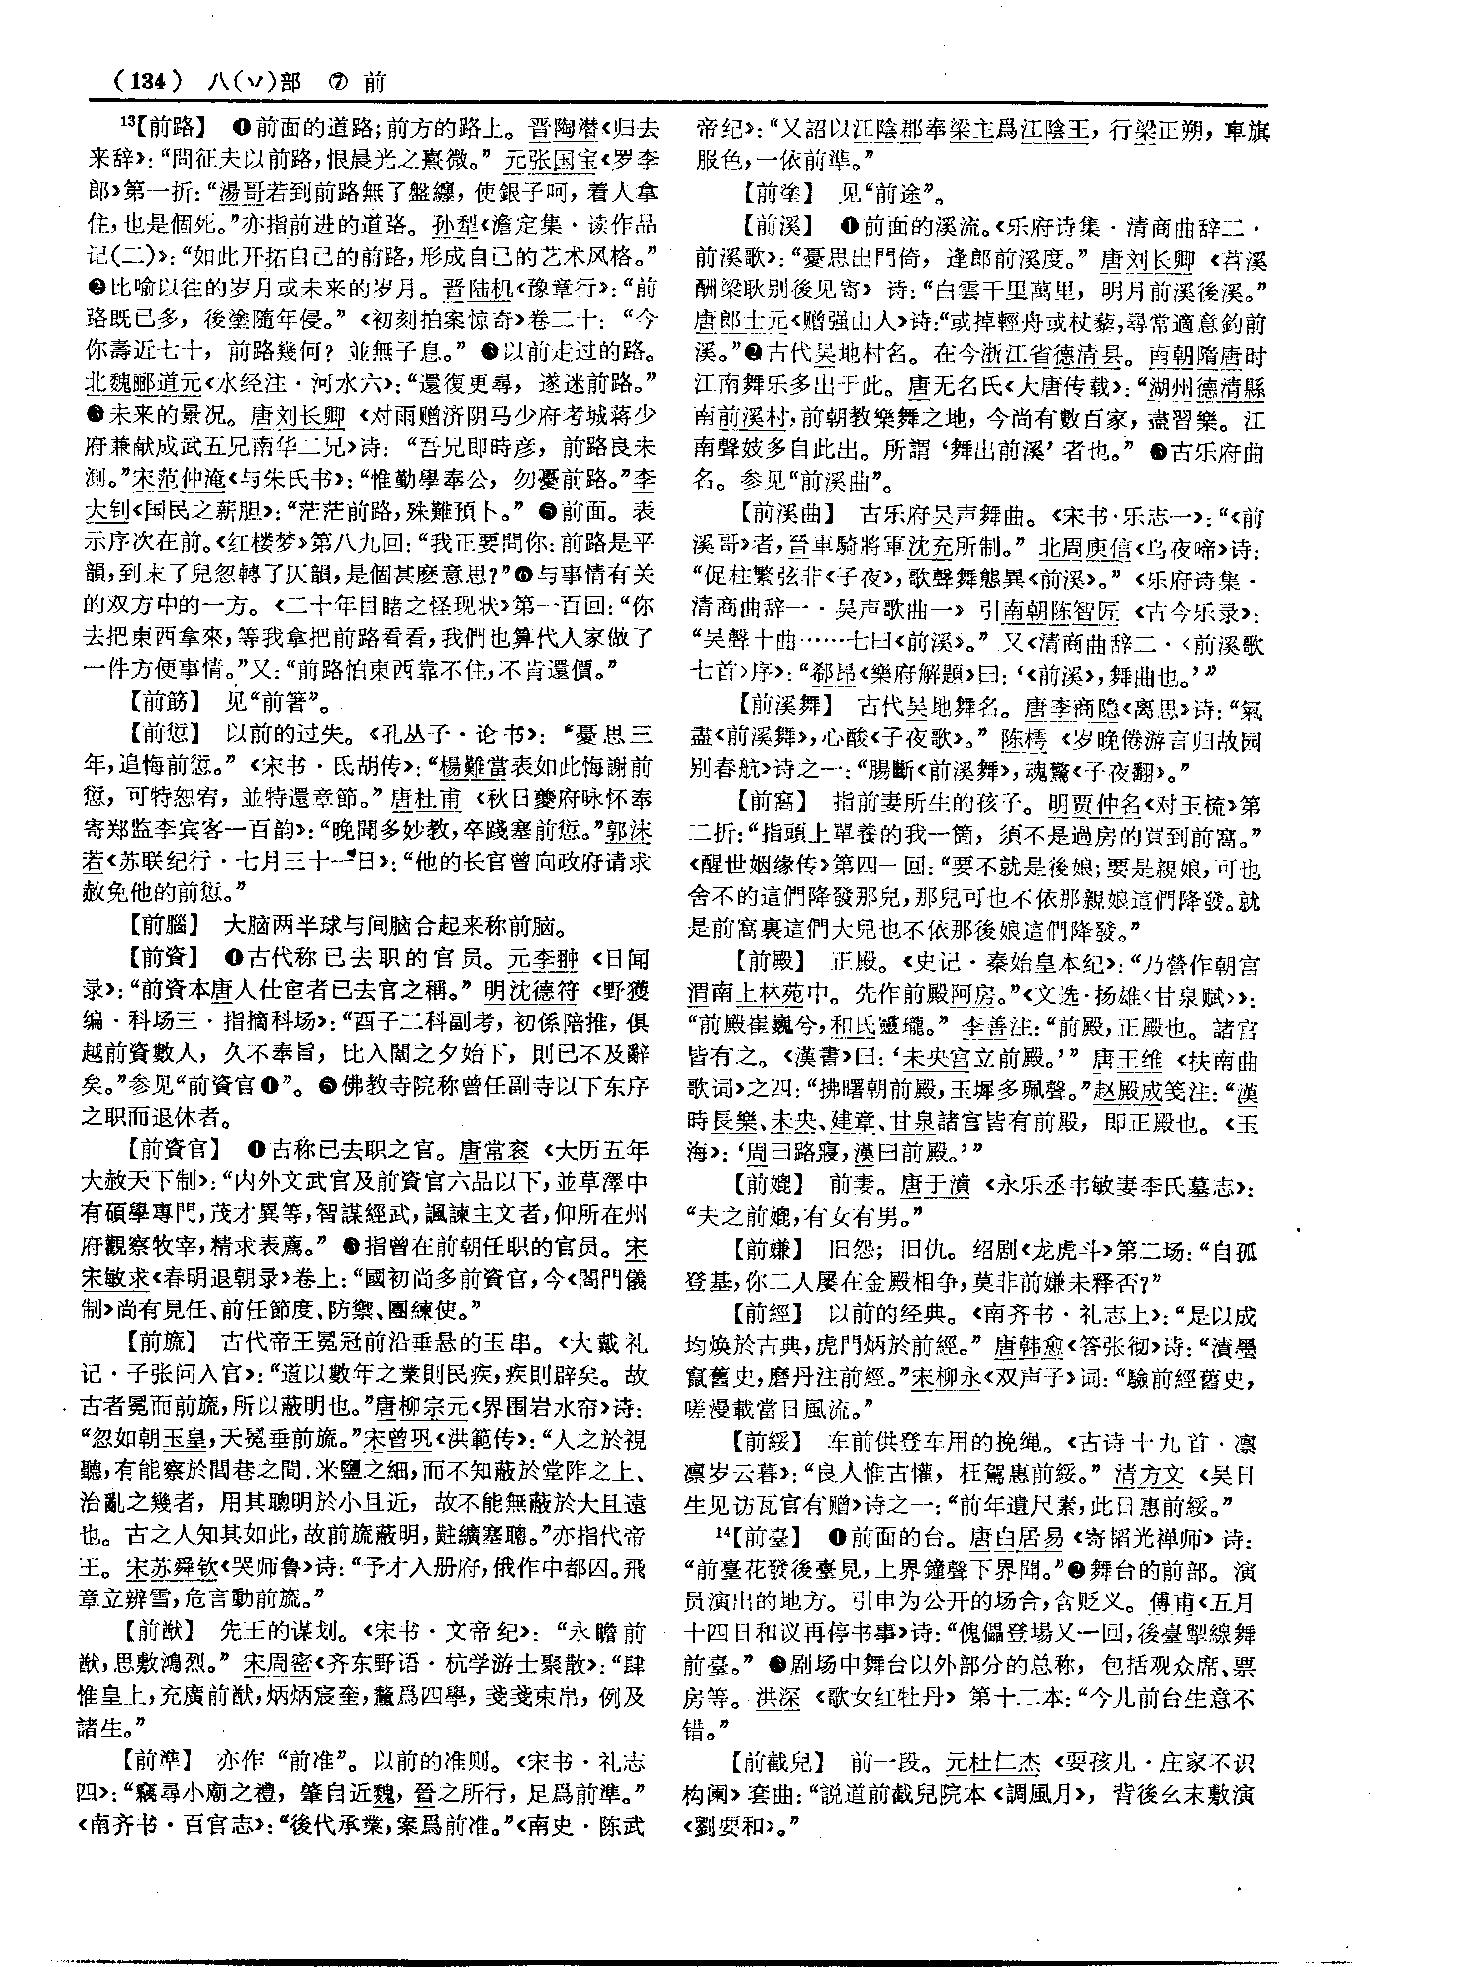 （134） 八(丷)部 ⑦ 前
¹³【前路】 ❶前面的道路；前方的路上。晋陶潜《归去
来辞》：“問征夫以前路，恨晨光之熹微。” 元张国宝《罗李
郎》第一折：“湯哥若到前路無了盤纏，使銀子呵，着人拿
住，也是個死。”亦指前进的道路。孙犁《澹定集·读作品
记(二)》：“如此开拓自己的前路，形成自己的艺术风格。”
❷比喻以往的岁月或未来的岁月。晋陆机《豫章行》：“前
路既已多，後塗隨年侵。”《初刻拍案惊奇》卷二十：“今
你壽近七十，前路幾何？並無子息。” ❸以前走过的路。
北魏郦道元《水经注·河水六》：“還復更尋，遂迷前路。”
❹未来的景况。唐刘长卿《对雨赠济阴马少府考城蒋少
府兼献成武五兄南华二兄》诗：“吾兄即時彦，前路良未
測。”宋范仲淹《与朱氏书》：“惟勤學奉公，勿憂前路。”李
大钊《国民之薪胆》：“茫茫前路，殊難預卜。” ❺前面。表
示序次在前。《红楼梦》第八九回：“我正要問你：前路是平
韻，到末了兒忽轉了仄韻，是個甚麽意思？”❻与事情有关
的双方中的一方。《二十年目睹之怪现状》第一百回：“你
去把東西拿來，等我拿把前路看看，我們也算代人家做了
一件方便事情。”又：“前路怕東西靠不住，不肯還價。”
【前筯】 见“前箸”。
【前愆】 以前的过失。《孔丛子·论书》：“憂思三
年，追悔前愆。”《宋书·氐胡传》：“楊難當表如此悔謝前
愆，可特恕宥，並特還章節。”唐杜甫《秋日夔府咏怀奉
寄郑监李宾客一百韵》：“晚聞多妙教，卒踐塞前愆。”郭沫
若《苏联纪行·七月三十一日》：“他的长官曾向政府请求
赦免他的前愆。”
【前腦】 大脑两半球与间脑合起来称前脑。
【前資】 ❶古代称已去职的官员。元李翀《日闻
录》：“前資本唐人仕宦者已去官之稱。”明沈德符《野獲
编·科场三·指摘科场》：“酉子二科副考，初係陪推，俱
越前資數人，久不奉旨，比入闈之夕始下，則已不及辭
矣。”参见“前資官❶”。❷佛教寺院称曾任副寺以下东序
之职而退休者。
【前資官】 ❶古称已去职之官。唐常衮《大历五年
大赦天下制》：“内外文武官及前資官六品以下，並草澤中
有碩學專門，茂才異等，智謀經武，諷諫主文者，仰所在州
府觀察牧宰，精求表薦。” ❷指曾在前朝任职的官员。宋
宋敏求《春明退朝录》卷上：“國初尚多前資官，今《閤門儀
制》尚有見任、前任節度、防禦、團練使。”
【前旒】 古代帝王冕冠前沿垂悬的玉串。《大戴礼
记·子张问入官》：“道以數年之業則民疾，疾則辟矣。故
古者冕而前旒，所以蔽明也。”唐柳宗元《界围岩水帘》诗：
“忽如朝玉皇，天冕垂前旒。”宋曾巩《洪範传》：“人之於視
聽，有能察於閭巷之間，米鹽之細，而不知蔽於堂阼之上、
治亂之幾者，用其聰明於小且近，故不能無蔽於大且遠
也。古之人知其如此，故前旒蔽明，黈纊塞聰。”亦指代帝
王。宋苏舜钦《哭师鲁》诗：“予才入册府，俄作中都囚。飛
章立辨雪，危言動前旒。”
【前猷】 先王的谋划。《宋书·文帝纪》：“永瞻前
猷，思敷鴻烈。”宋周密《齐东野语·杭学游士聚散》：“肆
惟皇上，充廣前猷，炳炳宸奎，釐爲四學，戔戔束帛，例及
諸生。”
【前準】 亦作“前准”。以前的准则。《宋书·礼志
四》：“竊尋小廟之禮，肇自近魏，晉之所行，足爲前準。”
《南齐书·百官志》：“後代承業，案爲前准。”《南史·陈武
帝纪》：“又詔以江陰郡奉梁主爲江陰王，行梁正朔，車旗
服色，一依前準。”
【前塗】 见“前途”。
【前溪】 ❶前面的溪流。《乐府诗集·清商曲辞二·
前溪歌》：“憂思出門倚，逢郎前溪度。”唐刘长卿《苕溪
酬梁耿别後见寄》诗：“白雲千里萬里，明月前溪後溪。”
唐郎士元《赠强山人》诗：“或掉輕舟或杖藜，尋常適意釣前
溪。”❷古代吴地村名。在今浙江省德清县。南朝隋唐时
江南舞乐多出于此。唐无名氏《大唐传载》：“湖州德清縣
南前溪村，前朝教樂舞之地，今尚有數百家，盡習樂。江
南聲妓多自此出。所謂‘舞出前溪’者也。” ❸古乐府曲
名。参见“前溪曲”。
【前溪曲】 古乐府吴声舞曲。《宋书·乐志一》：“《前
溪哥》者，晉車騎將軍沈充所制。”北周庾信《乌夜啼》诗：
“促柱繁弦非《子夜》，歌聲舞態異《前溪》。”《乐府诗集·
清商曲辞一·吴声歌曲一》引南朝陈智匠《古今乐录》：
“吴聲十曲……七曰《前溪》。”又《清商曲辞二·〈前溪歌
七首〉序》：“郗昂《樂府解題》曰：‘《前溪》，舞曲也。’”
【前溪舞】 古代吴地舞名。唐李商隐《离思》诗：“氣
盡《前溪舞》，心酸《子夜歌》。”陈樗《岁晚倦游言归故园
别春航》诗之一：“腸斷《前溪舞》，魂驚《子夜翻》。”
【前窩】 指前妻所生的孩子。明贾仲名《对玉梳》第
二折：“指頭上單養的我一箇，須不是過房的買到前窩。”
《醒世姻缘传》第四一回：“要不就是後娘；要是親娘，可也
舍不的這們降發那兒，那兒可也不依那親娘這們降發。就
是前窩裏這們大兒也不依那後娘這們降發。”
【前殿】 正殿。《史记·秦始皇本纪》：“乃營作朝宫
渭南上林苑中。先作前殿阿房。”《文选·扬雄〈甘泉赋〉》：
“前殿崔巍兮，和氏瓏玲。”李善注：“前殿，正殿也。諸宫
皆有之。《漢書》曰：‘未央宫立前殿。’”唐王维《扶南曲
歌词》之四：“拂曙朝前殿，玉墀多珮聲。”赵殿成笺注：“漢
時長樂、未央、建章、甘泉諸宫皆有前殿，即正殿也。《玉
海》：‘周曰路寢，漢曰前殿。’”
【前媲】 前妻。唐于濆《永乐丞韦敏妻李氏墓志》：
“夫之前媲，有女有男。”
【前嫌】 旧怨；旧仇。绍剧《龙虎斗》第二场：“自孤
登基，你二人屡在金殿相争，莫非前嫌未释否？”
【前經】 以前的经典。《南齐书·礼志上》：“是以成
均焕於古典，虎門炳於前經。”唐韩愈《答张彻》诗：“漬墨
竄舊史，磨丹注前經。”宋柳永《双声子》词：“驗前經舊史，
嗟漫載當日風流。”
【前綏】 车前供登车用的挽绳。《古诗十九首·凛
凛岁云暮》：“良人惟古懽，枉駕惠前綏。”清方文《吴日
生见访瓦官有赠》诗之一：“前年遺尺素，此日惠前綏。”
¹⁴【前臺】 ❶前面的台。唐白居易《寄韬光禅师》诗：
“前臺花發後臺見，上界鐘聲下界聞。”❷舞台的前部。演
员演出的地方。引申为公开的场合，含贬义。傅甫《五月
十四日和议再停书事》诗：“傀儡登場又一回，後臺掣線舞
前臺。” ❸剧场中舞台以外部分的总称，包括观众席、票
房等。洪深《歌女红牡丹》第十二本：“今儿前台生意不
错。”
【前截兒】 前一段。元杜仁杰《耍孩儿·庄家不识
构阑》套曲：“説道前截兒院本《調風月》，背後幺末敷演
《劉耍和》。”